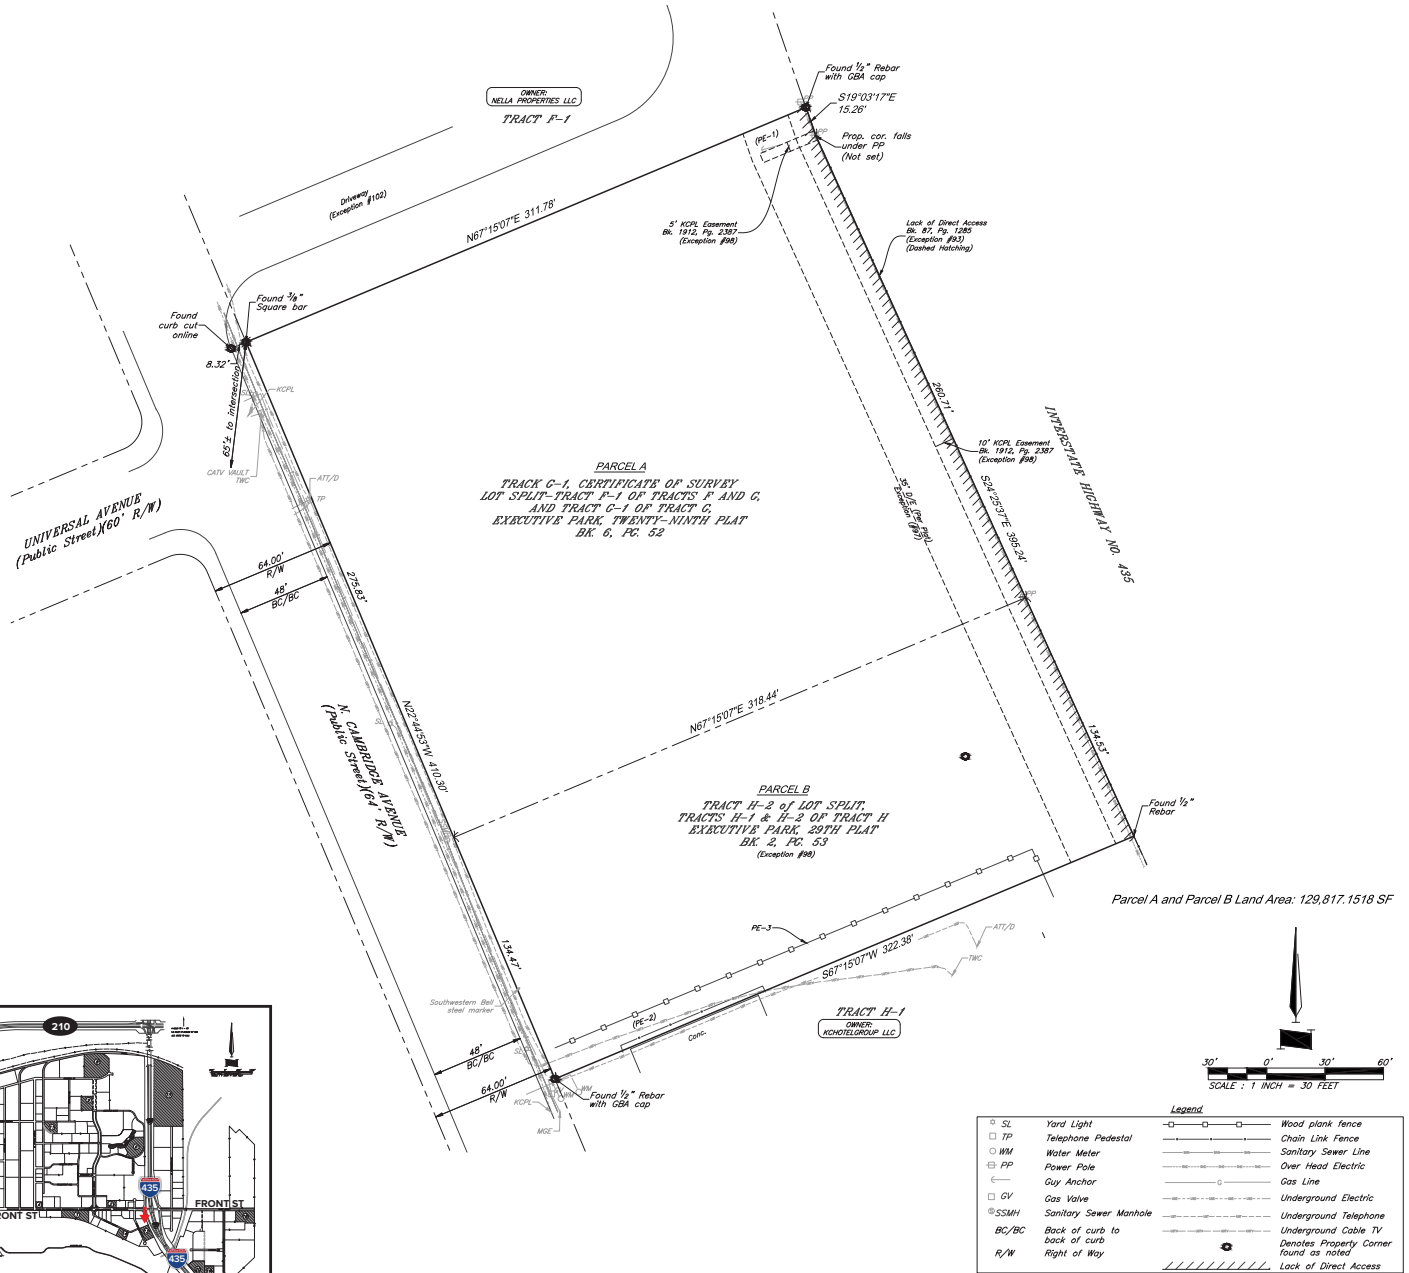 OWNER:
NELLA PROPERTIES LLC
TRACT F-1
Found 1/2" Rebar
with GBA cap
PP
S19°03'17"E
15.26'
PP
Prop. cor. falls
under PP
(Not set)
(PE-1)
Driveway
(Exception #102)
N67°15'07"E 311.78'
5' KCPL Easement
Bk. 1912, Pg. 2387
(Exception #98)
Lack of Direct Access
Bk. 87, Pg. 1285
(Exception #93)
(Dashed Hatching)
Found
curb cut
online
Found 3/8"
Square bar
8.32'
65'± to intersection
KCPL
SL
CATV VAULT
TWC
ATT/D
TP
260.71'
INTERSTATE HIGHWAY NO. 435
10' KCPL Easement
Bk. 1912, Pg. 2387
(Exception #98)
PARCEL A
TRACK G-1, CERTIFICATE OF SURVEY
LOT SPLIT-TRACT F-1 OF TRACTS F AND G,
AND TRACT G-1 OF TRACT G,
EXECUTIVE PARK, TWENTY-NINTH PLAT
BK. 6, PG. 52
35' D/E (Per Plat)
(Exception #97)
S24°25'37"E 395.24'
UNIVERSAL AVENUE
(Public Street)(60' R/W)
64.00'
R/W
48'
BC/BC
275.83'
PP
N67°15'07"E 318.44'
N. CAMBRIDGE AVENUE
(Public Street)(64' R/W)
SL
N22°44'53"W 410.30'
134.53'
PARCEL B
TRACT H-2 of LOT SPLIT,
TRACTS H-1 & H-2 OF TRACT H
EXECUTIVE PARK, 29TH PLAT
BK. 2, PG. 53
(Exception #98)
Found 1/2"
Rebar
Parcel A and Parcel B Land Area: 129,817.1518 SF
PE-3
ATT/D
134.47'
S67°15'07"W 322.38'
TWC
Southwestern Bell
steel marker
(PE-2)
Conc.
TRACT H-1
OWNER:
KCHOTELGROUP LLC
48'
BC/BC
SL
64.00'
R/W
WM
WM
KCPL
MGE
Found 1/2" Rebar
with GBA cap
210
435
FRONT ST
RONT ST
435
30' 0' 30' 60'
SCALE : 1 INCH = 30 FEET
Legend
SL Yard Light
TP Telephone Pedestal
WM Water Meter
PP Power Pole
Guy Anchor
GV Gas Valve
SSMH Sanitary Sewer Manhole
BC/BC Back of curb to
back of curb
R/W Right of Way
Wood plank fence
Chain Link Fence
Sanitary Sewer Line
Over Head Electric
G Gas Line
Underground Electric
Underground Telephone
Underground Cable TV
Denotes Property Corner
found as noted
Lack of Direct Access